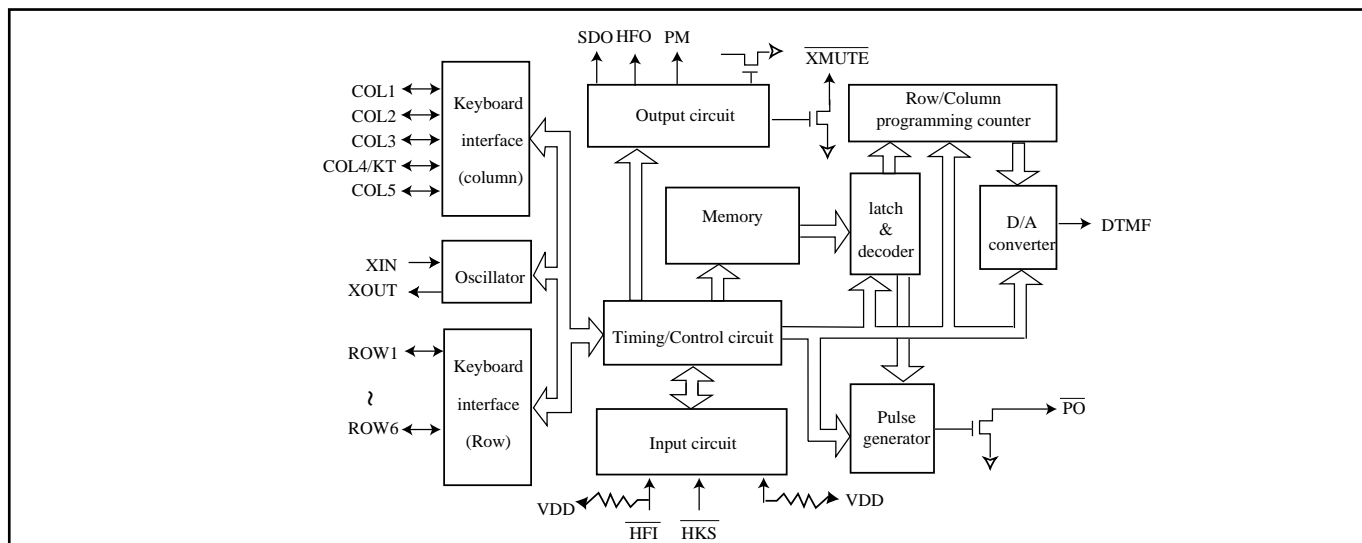 SDO HFO PM
XMUTE
COL1
COL2
COL3
COL4/KT
COL5
Keyboard
interface
(column)
Output circuit
Row/Column
programming counter
Memory
latch
&
decoder
D/A
converter
DTMF
XIN
XOUT
Oscillator
Timing/Control circuit
ROW1
~
ROW6
Keyboard
interface
(Row)
Input circuit
Pulse
generator
PO
VDD
VDD
HFI
HKS